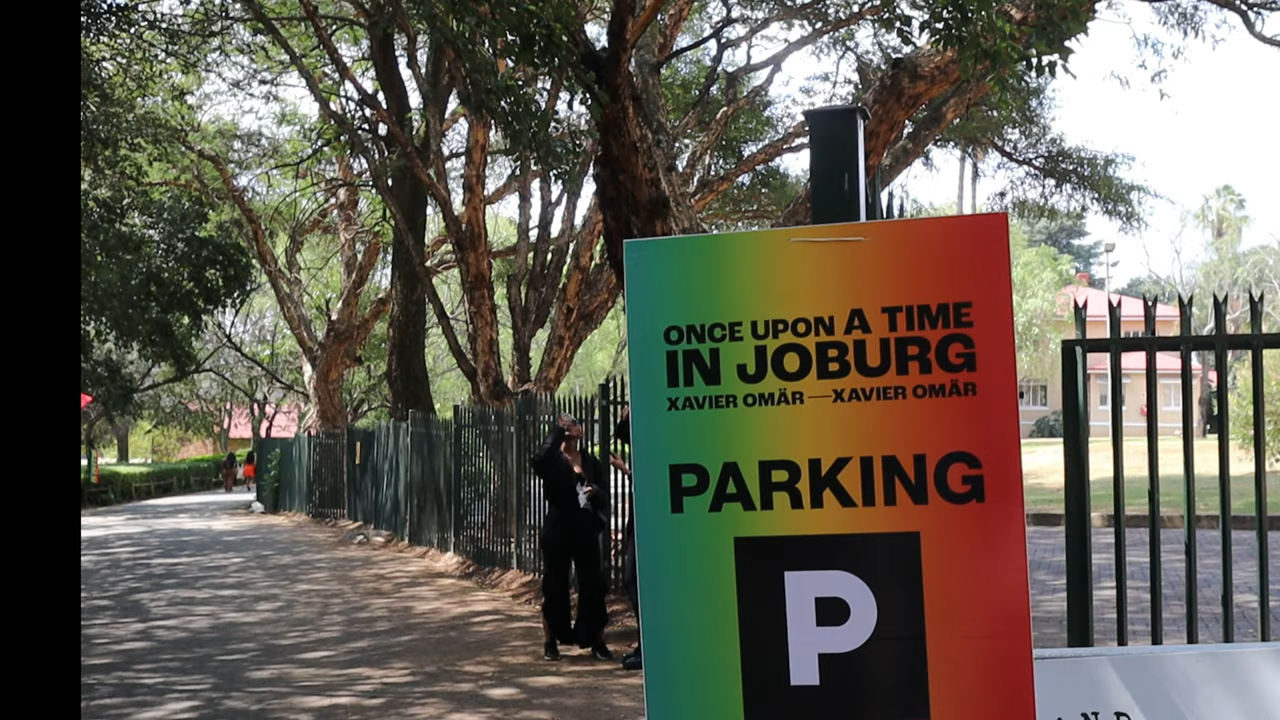 ONCE UPON A TIME
IN JOBURG
XAVIER OMÄR — XAVIER OMÄR
PARKING
P